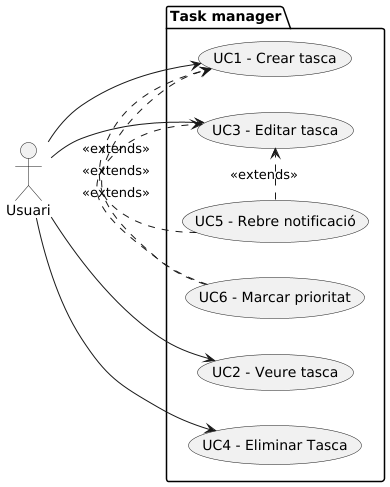 Task manager
UC1 - Crear tasca
UC3 - Editar tasca
«extends»
«extends»
«extends»
«extends»
UC5 - Rebre notificació
Usuari
UC6 - Marcar prioritat
UC2 - Veure tasca
UC4 - Eliminar Tasca